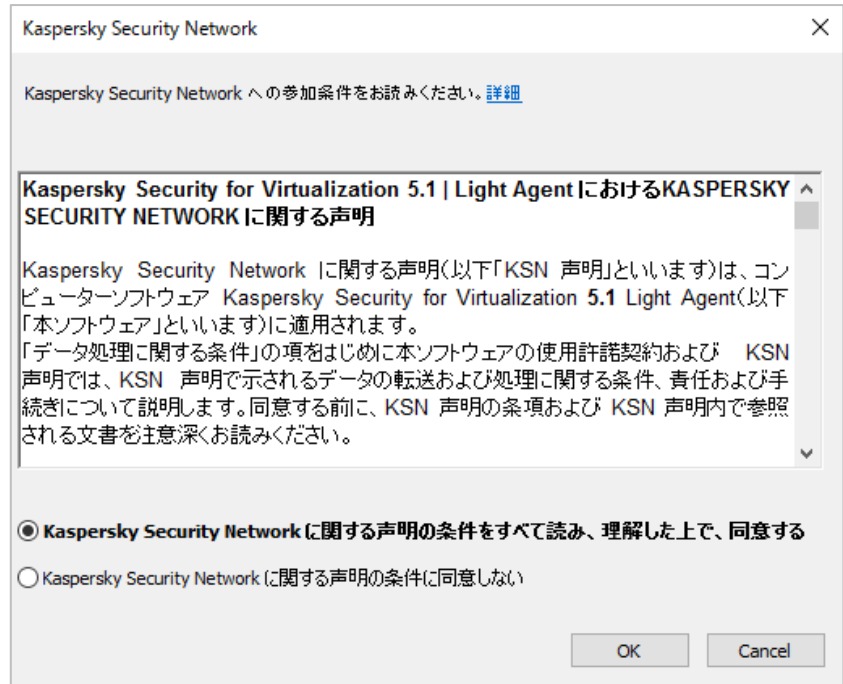 Kaspersky Security Network
Kaspersky Security Network への参加条件をお読みください。詳細
Kaspersky Security for Virtualization 5.1 | Light Agent におけるKASPERSKY
SECURITY NETWORK に関する声明
Kaspersky Security Network に関する声明(以下「KSN 声明」といいます)は、コン
ピューターソフトウェア Kaspersky Security for Virtualization 5.1 Light Agent(以下
「本ソフトウェア」といいます)に適用されます。
「データ処理に関する条件」の項をはじめに本ソフトウェアの使用許諾契約および KSN
声明では、KSN 声明で示されるデータの転送および処理に関する条件、責任および手
続きについて説明します。同意する前に、KSN 声明の条項および KSN 声明内で参照
される文書を注意深くお読みください。
Kaspersky Security Network に関する声明の条件をすべて読み、理解した上で、同意する
Kaspersky Security Network に関する声明の条件に同意しない
OK Cancel